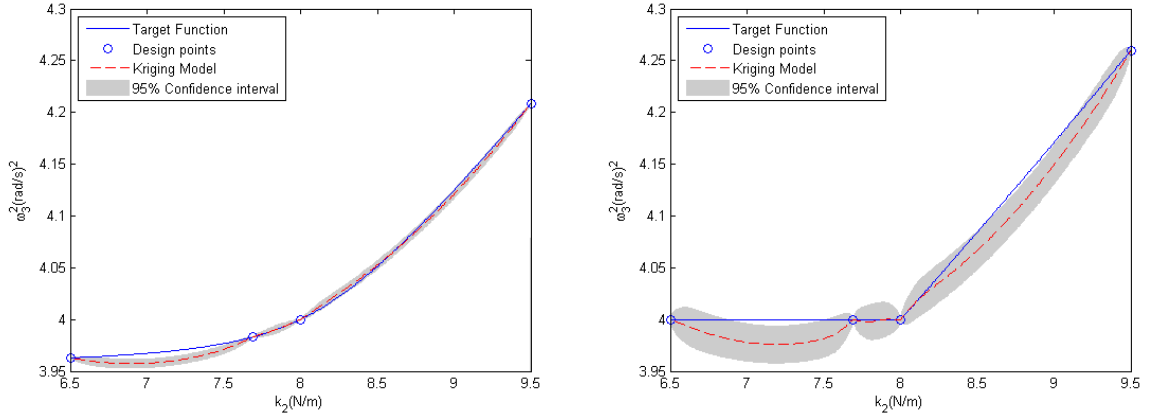 4.3
4.25
4.2
4.15
4.1
4.05
4
3.95
ω₃²(rad/s)²
Target Function
Design points
Kriging Model
95% Confidence interval
6.5 7 7.5 8 8.5 9 9.5
k₂(N/m)
4.3
4.25
4.2
4.15
4.1
4.05
4
3.95
ω₃²(rad/s)²
Target Function
Design points
Kriging Model
95% Confidence interval
6.5 7 7.5 8 8.5 9 9.5
k₂(N/m)